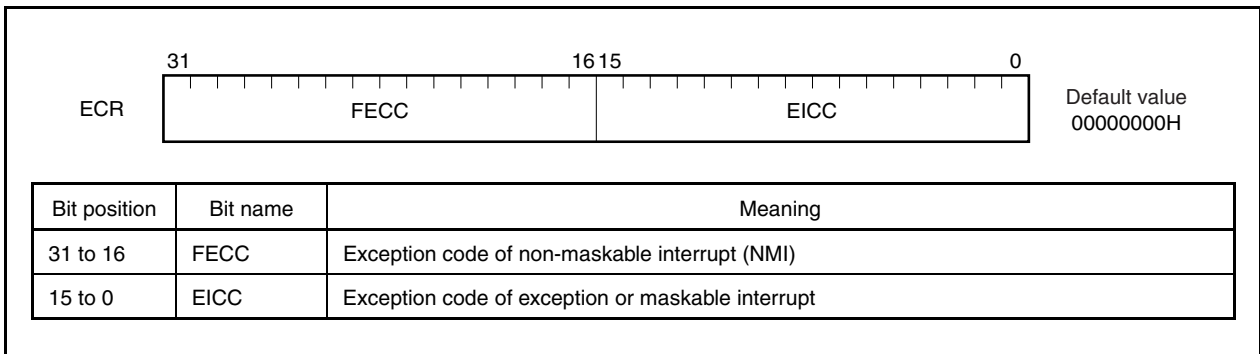 31 16 15 0
ECR FECC EICC Default value
00000000H
Bit position Bit name Meaning
31 to 16 FECC Exception code of non-maskable interrupt (NMI)
15 to 0 EICC Exception code of exception or maskable interrupt